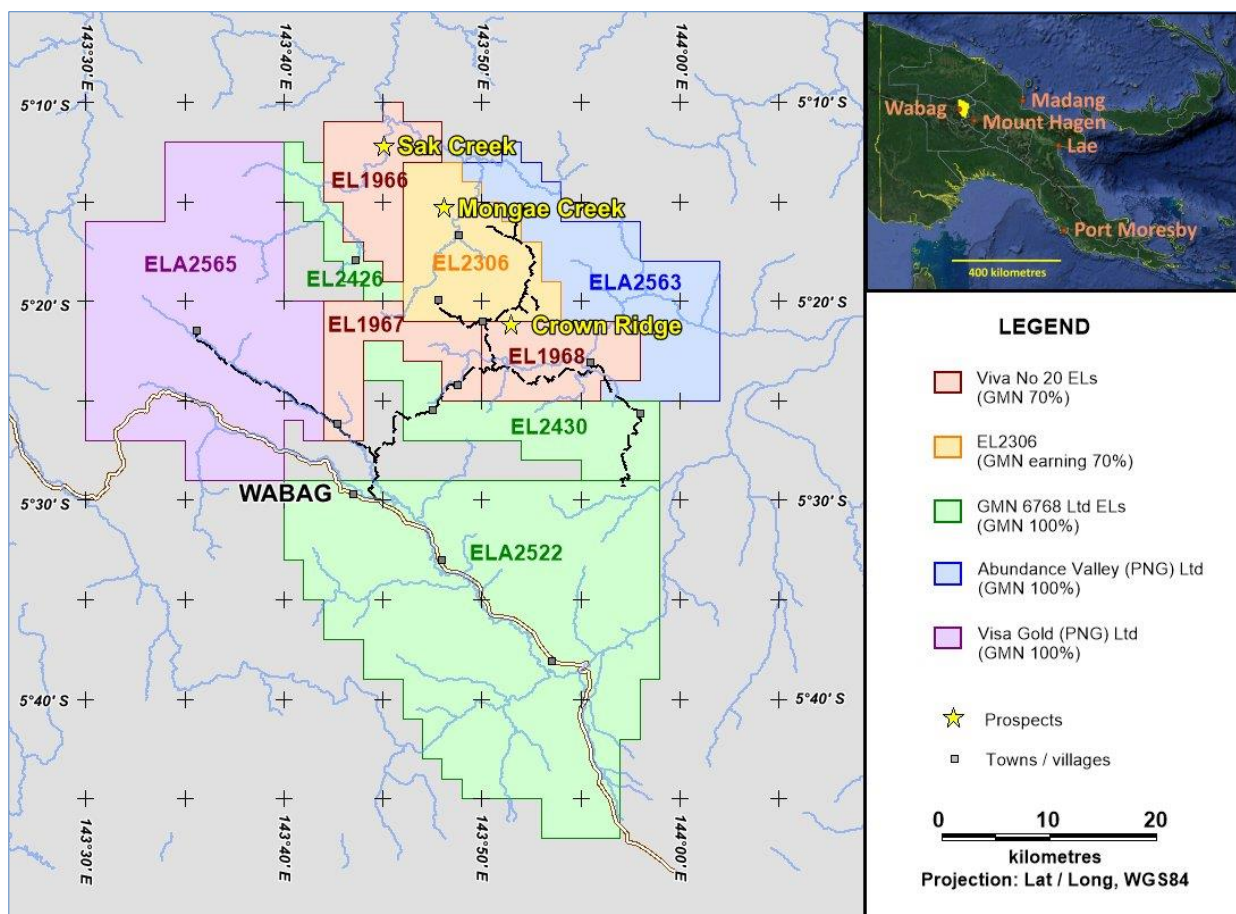 143°30' E
143°40' E
143°50' E
144°00' E
5°10' S
5°10' S
Sak Creek
EL1966
Mongae Creek
ELA2565
EL2426
EL2306
ELA2563
5°20' S
5°20' S
EL1967
Crown Ridge
EL1968
EL2430
WABAG
5°30' S
5°30' S
ELA2522
5°40' S
5°40' S
143°30' E
143°40' E
143°50' E
144°00' E
Wabag
Madang
Mount Hagen
Lae
Port Moresby
400 kilometres
LEGEND
Viva No 20 ELs
(GMN 70%)
EL2306
(GMN earning 70%)
GMN 6768 Ltd ELs
(GMN 100%)
Abundance Valley (PNG) Ltd
(GMN 100%)
Visa Gold (PNG) Ltd
(GMN 100%)
Prospects
Towns / villages
0 10 20
kilometres
Projection: Lat / Long, WGS84